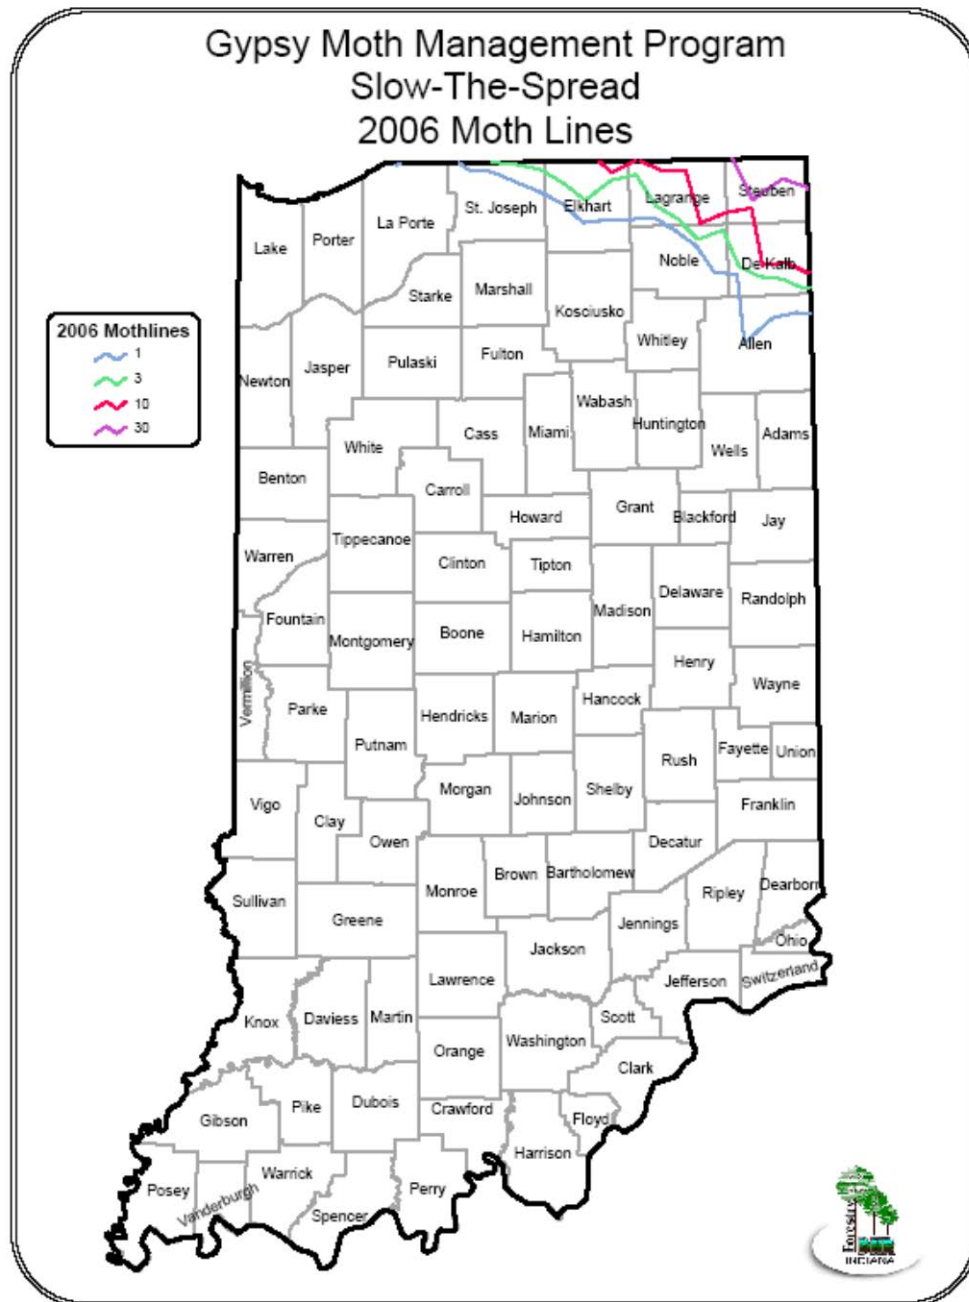 Gypsy Moth Management Program
Slow-The-Spread
2006 Moth Lines
Steuben
Lagrange
Elkhart
St. Joseph
La Porte
Porter
Lake
Noble
De Kalb
Starke
Marshall
Kosciusko
Whitley
Allen
2006 Mothlines
1
3
10
30
Newton
Jasper
Pulaski
Fulton
Wabash
Huntington
Miami
Cass
White
Wells
Adams
Benton
Carroll
Howard
Grant
Blackford
Jay
Tippecanoe
Warren
Clinton
Tipton
Madison
Delaware
Randolph
Fountain
Montgomery
Boone
Hamilton
Henry
Vermillion
Parke
Putnam
Hendricks
Marion
Hancock
Wayne
Rush
Fayette
Union
Vigo
Clay
Morgan
Johnson
Shelby
Franklin
Owen
Decatur
Sullivan
Greene
Monroe
Brown
Bartholomew
Ripley
Dearborn
Jennings
Ohio
Jackson
Lawrence
Jefferson
Switzerland
Knox
Daviess
Martin
Orange
Washington
Scott
Clark
Gibson
Pike
Dubois
Crawford
Floyd
Harrison
Posey
Vanderburgh
Warrick
Spencer
Perry
Forestry
INDIANA